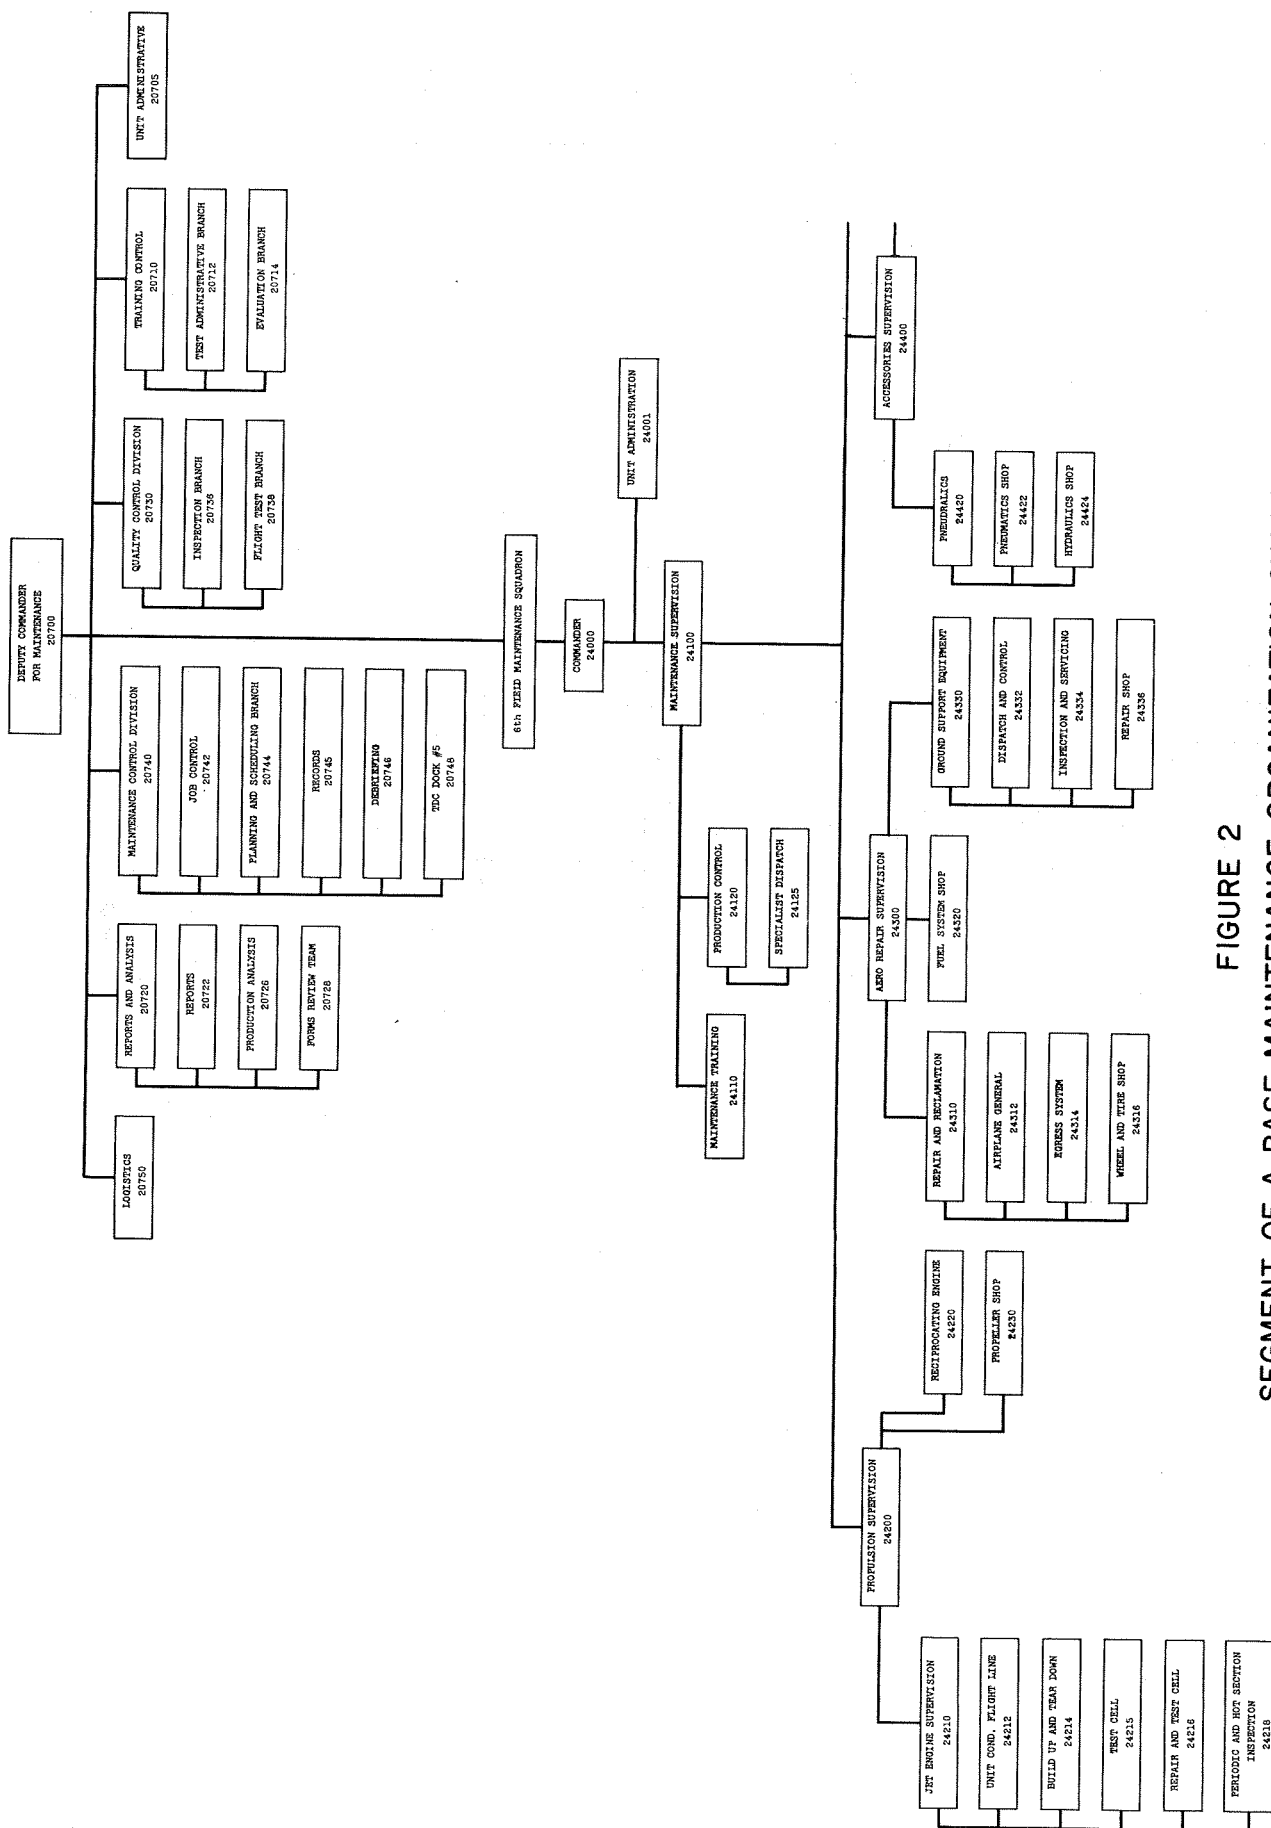 DEPUTY COMMANDER
FOR MAINTENANCE
20700
LOGISTICS
20750
REPORTS AND ANALYSIS
20720
REPORTS
20722
PRODUCTION ANALYSIS
20726
FORMS REVIEW TEAM
20728
MAINTENANCE CONTROL DIVISION
20740
JOB CONTROL
20742
PLANNING AND SCHEDULING BRANCH
20744
RECORDS
20745
DEBRIEFING
20746
TDC DOCK #5
20748
QUALITY CONTROL DIVISION
20730
INSPECTION BRANCH
20736
FLIGHT TEST BRANCH
20738
TRAINING CONTROL
20710
TEST ADMINISTRATIVE BRANCH
20712
EVALUATION BRANCH
20714
UNIT ADMINISTRATIVE
20705
6th FIELD MAINTENANCE SQUADRON
COMMANDER
24000
UNIT ADMINISTRATION
24001
MAINTENANCE SUPERVISION
24100
MAINTENANCE TRAINING
24110
PRODUCTION CONTROL
24120
SPECIALIST DISPATCH
24125
PROPULSION SUPERVISION
24200
JET ENGINE SUPERVISION
24210
UNIT COND. FLIGHT LINE
24212
BUILD UP AND TEAR DOWN
24214
TEST CELL
24215
REPAIR AND TEST CELL
24216
PERIODIC AND HOT SECTION
INSPECTION
24218
RECIPROCATING ENGINE
24220
PROPELLER SHOP
24230
AERO REPAIR SUPERVISION
24300
REPAIR AND RECLAMATION
24310
AIRPLANE GENERAL
24312
EGRESS SYSTEM
24314
WHEEL AND TIRE SHOP
24316
FUEL SYSTEM SHOP
24320
GROUND SUPPORT EQUIPMENT
24330
DISPATCH AND CONTROL
24332
INSPECTION AND SERVICING
24334
REPAIR SHOP
24336
ACCESSORIES SUPERVISION
24400
PNEUDRALICS
24420
PNEUMATICS SHOP
24422
HYDRAULICS SHOP
24424
FIGURE 2
SEGMENT OF A BASE MAINTENANCE ORGANIZATION